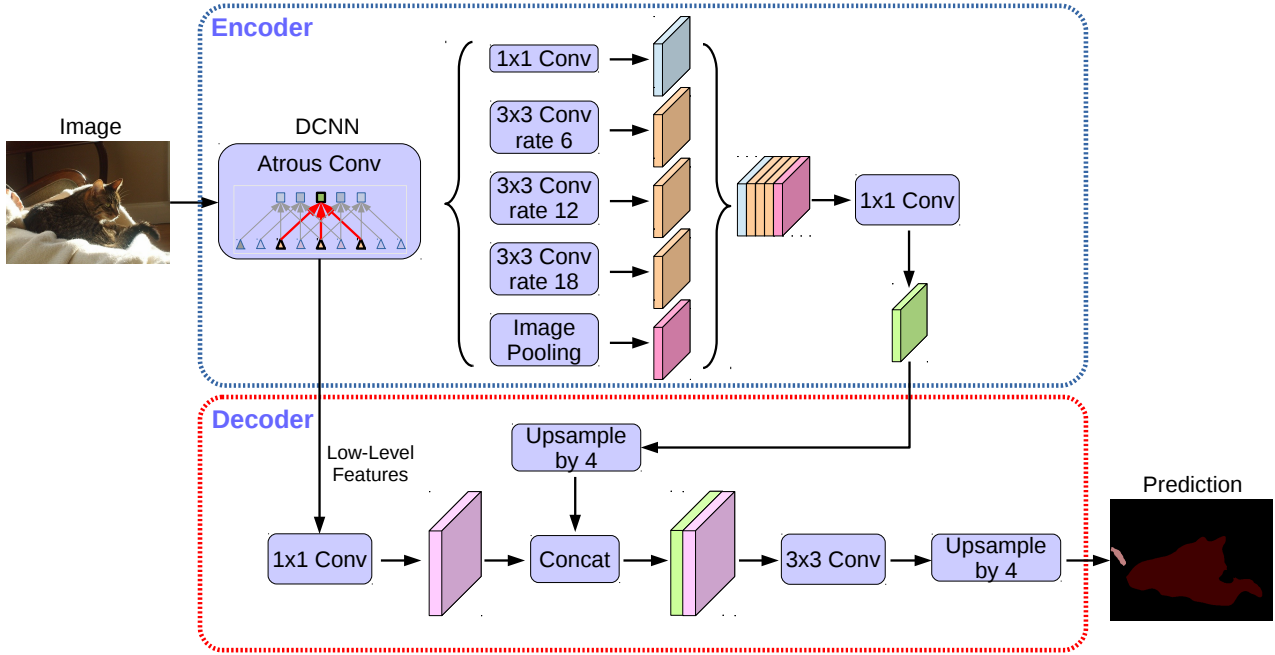 Encoder
Image
DCNN
Atrous Conv
1x1 Conv
3x3 Conv
rate 6
3x3 Conv
rate 12
3x3 Conv
rate 18
Image
Pooling
1x1 Conv
Decoder
Low-Level
Features
Upsample
by 4
1x1 Conv
Concat
3x3 Conv
Upsample
by 4
Prediction